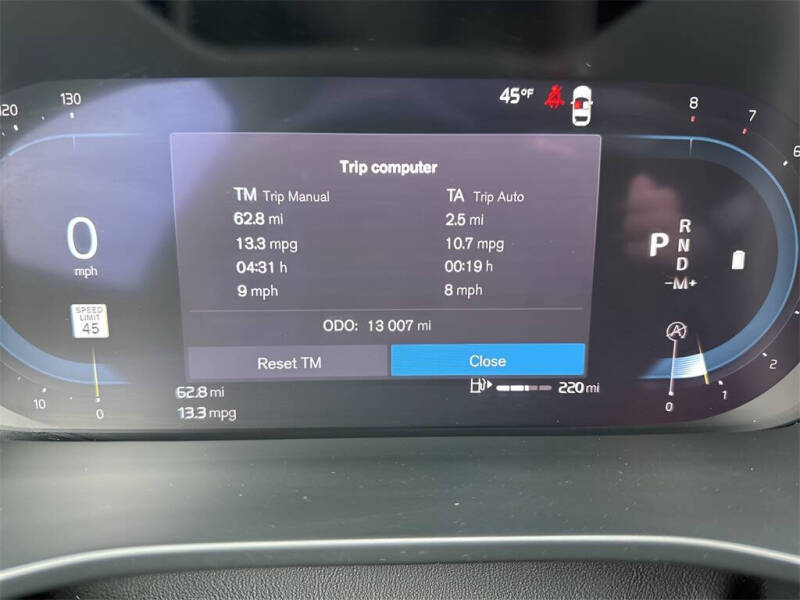 120 130
45°F
8
7
6
Trip computer
TM Trip Manual TA Trip Auto
62.8 mi 2.5 mi
13.3 mpg 10.7 mpg
04:31 h 00:19 h
9 mph 8 mph
ODO: 13 007 mi
Reset TM Close
0
mph
SPEED
LIMIT
45
P R
N
D
-M+
A
62.8 mi
13.3 mpg
220 mi
10
0
0
1
2